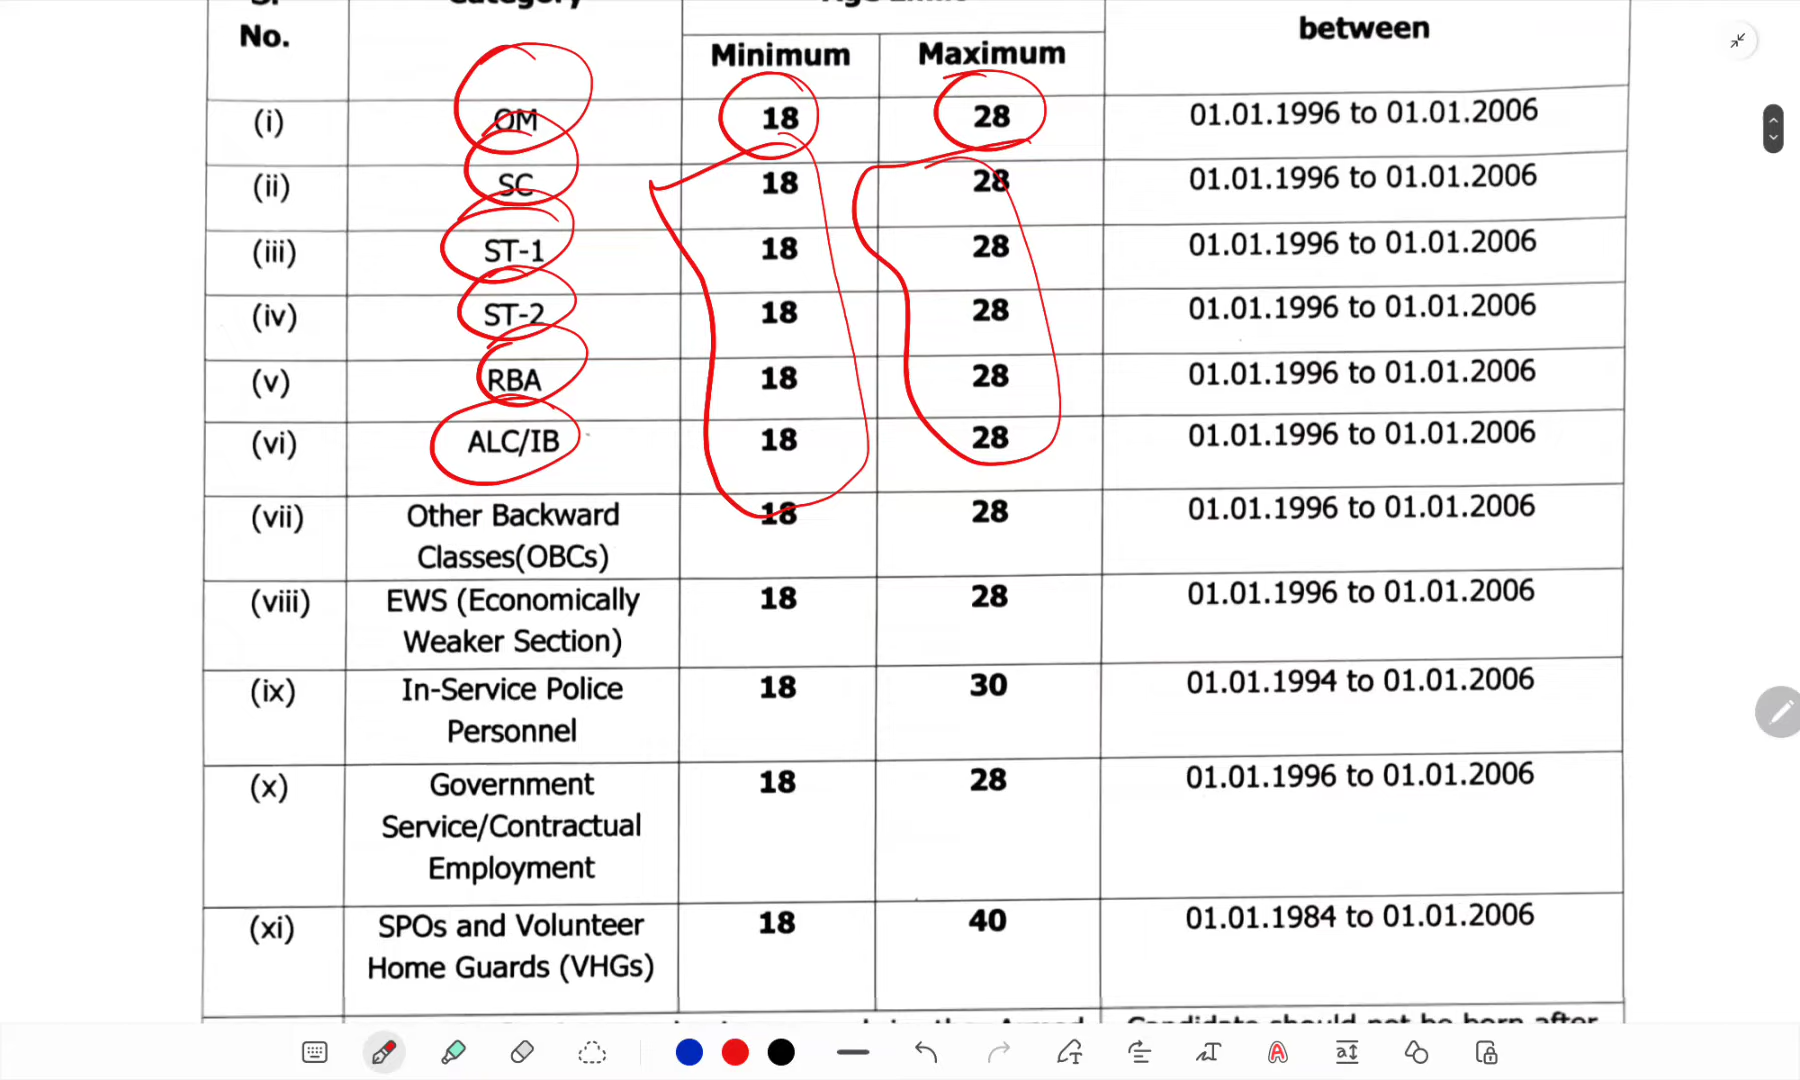 Sr
Category
Age Limit
No.
between
Minimum
Maximum
(i) OM 18 28 01.01.1996 to 01.01.2006
(ii) SC 18 28 01.01.1996 to 01.01.2006
(iii) ST-1 18 28 01.01.1996 to 01.01.2006
(iv) ST-2 18 28 01.01.1996 to 01.01.2006
(v) RBA 18 28 01.01.1996 to 01.01.2006
(vi) ALC/IB 18 28 01.01.1996 to 01.01.2006
(vii) Other Backward 18 28 01.01.1996 to 01.01.2006
Classes(OBCs)
(viii) EWS (Economically 18 28 01.01.1996 to 01.01.2006
Weaker Section)
(ix) In-Service Police 18 30 01.01.1994 to 01.01.2006
Personnel
(x) Government 18 28 01.01.1996 to 01.01.2006
Service/Contractual
Employment
(xi) SPOs and Volunteer 18 40 01.01.1984 to 01.01.2006
Home Guards (VHGs)
Candidate should not be born after